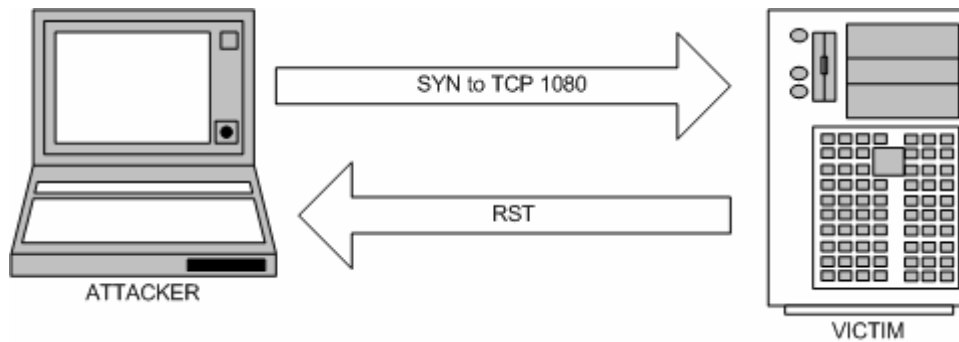 SYN to TCP 1080
RST
ATTACKER
VICTIM